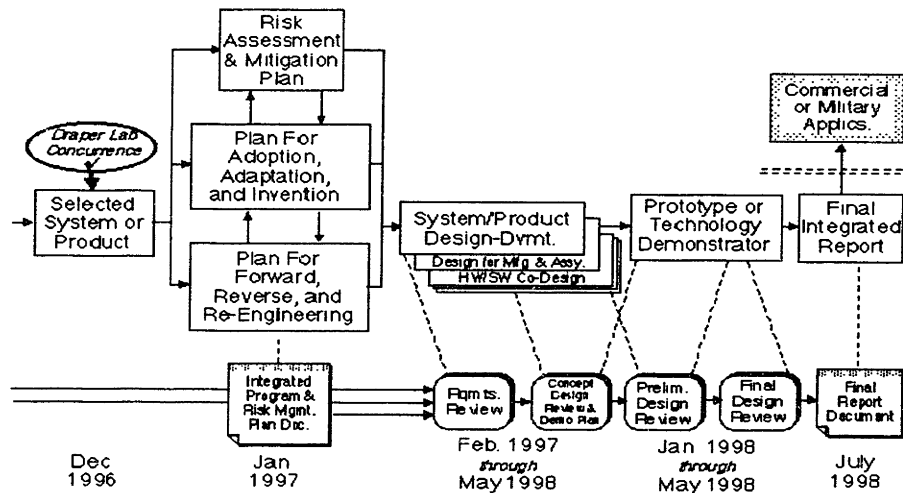 Risk
Assessment
& Mitigation
Plan
Commercial
or Military
Applics.
Draper Lab
Concurrence
Plan For
Adoption,
Adaptation,
and Invention
Selected
System or
Product
System/Product
Design-Dvmt.
Design for Mfg & Assy.
HW/SW Co-Design
Prototype or
Technology
Demonstrator
Final
Integrated
Report
Plan For
Forward,
Reverse, and
Re-Engineering
Integrated
Program &
Risk Mgmt.
Plan Doc.
Rqmts.
Review
Concept
Design
Review &
Demo Plan
Prelim.
Design
Review
Final
Design
Review
Final
Report
Document
Dec
1996
Jan
1997
Feb. 1997
through
May 1998
Jan 1998
through
May 1998
July
1998